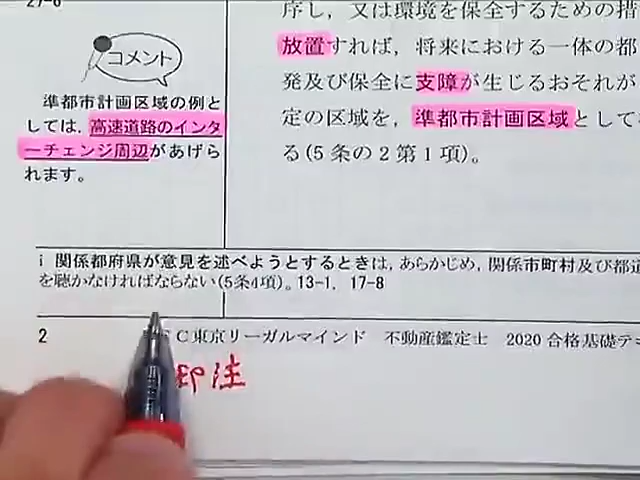 27-6
コメント
準都市計画区域の例と
しては，高速道路のインタ
ーチェンジ周辺があげら
れます。
序し，又は環境を保全するための措
放置すれば，将来における一体の都
発及び保全に支障が生じるおそれが
定の区域を，準都市計画区域として
る(5条の2第1項)。
i 関係都府県が意見を述べようとするときは，あらかじめ，関係市町村及び都道
を聴かなければならない(5条4項)。13-1，17-8
2
C東京リーガルマインド 不動産鑑定士 2020合格基礎テキ
即注